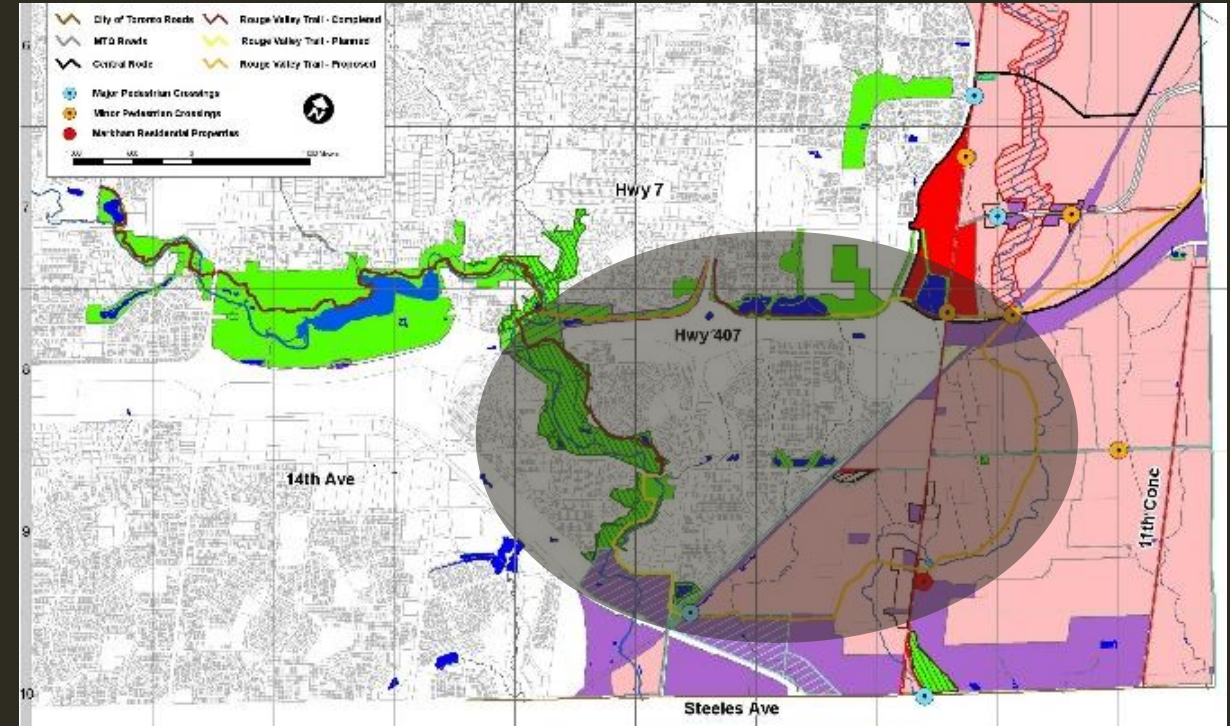 City of Toronto Roads
Rouge Valley Trail - Completed
MTO Roads
Rouge Valley Trail - Planned
Rouge Valley Trail - Proposed
Major Pedestrian Crossings
Minor Pedestrian Crossings
Markham Residential Properties
6
Hwy 7
7
Hwy 407
8
14th Ave
11th Conc
9
10
Steeles Ave